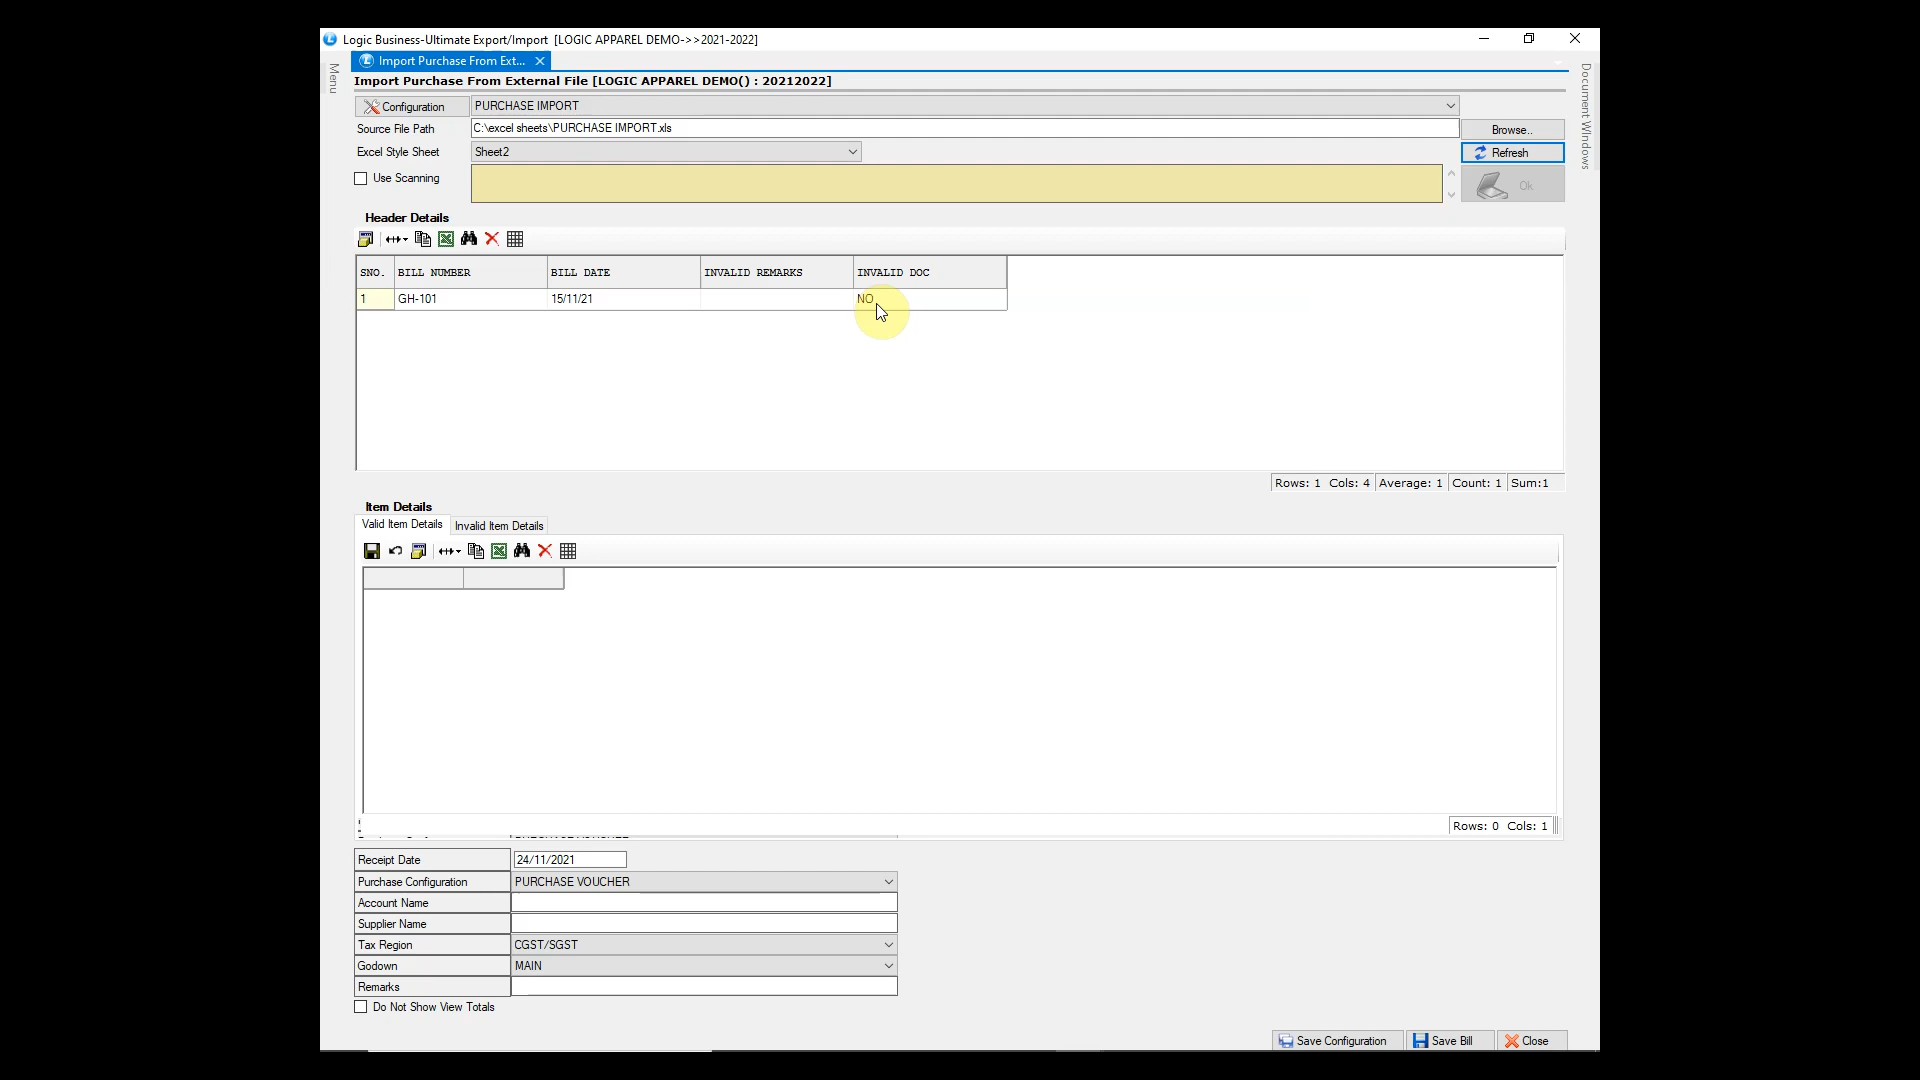 Logic Business-Ultimate Export/Import [LOGIC APPAREL DEMO->>2021-2022]
Menu
Import Purchase From Ext...
Document Windows
Import Purchase From External File [LOGIC APPAREL DEMO() : 20212022]
Configuration PURCHASE IMPORT
Source File Path C:\excel sheets\PURCHASE IMPORT.xls Browse..
Excel Style Sheet Sheet2 Refresh
Use Scanning Ok
Header Details
SNO. BILL NUMBER BILL DATE INVALID REMARKS INVALID DOC
1 GH-101 15/11/21 NO
Rows: 1 Cols: 4 Average: 1 Count: 1 Sum:1
Item Details
Valid Item Details Invalid Item Details
Rows: 0 Cols: 1
Receipt Date 24/11/2021
Purchase Configuration PURCHASE VOUCHER
Account Name
Supplier Name
Tax Region CGST/SGST
Godown MAIN
Remarks
Do Not Show View Totals
Save Configuration Save Bill Close